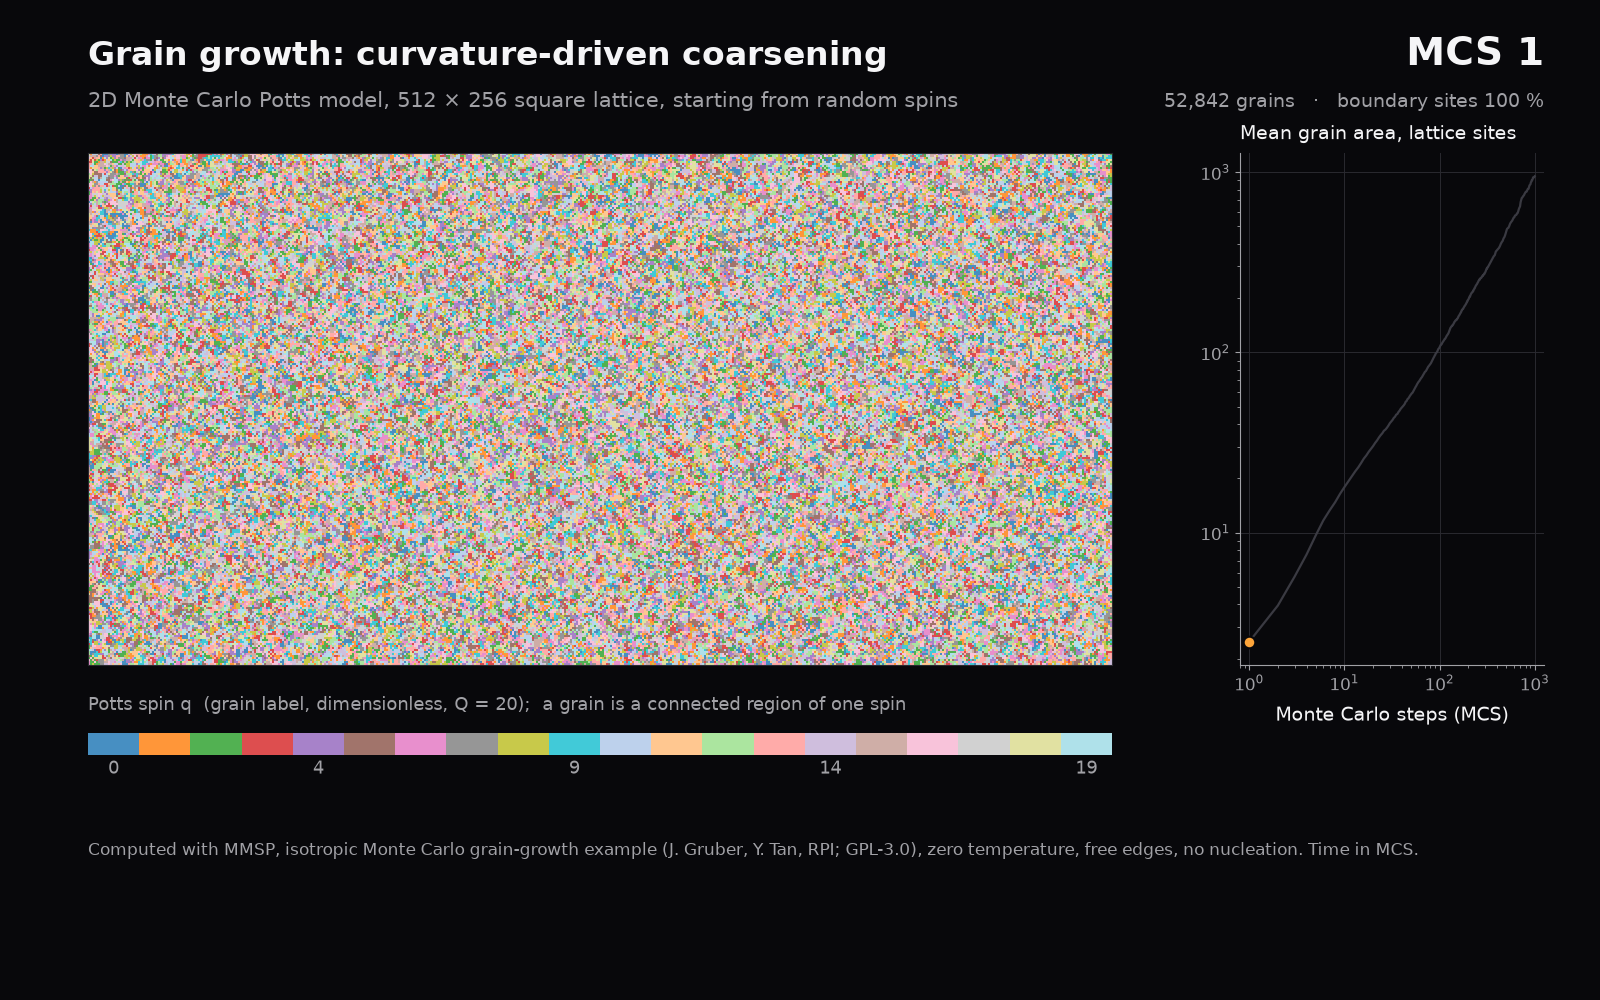 Grain growth: curvature-driven coarsening
MCS 1
2D Monte Carlo Potts model, 512 × 256 square lattice, starting from random spins
52,842 grains · boundary sites 100 %
Mean grain area, lattice sites
10³
10²
10¹
10⁰ 10¹ 10² 10³
Monte Carlo steps (MCS)
Potts spin q (grain label, dimensionless, Q = 20); a grain is a connected region of one spin
0 4 9 14 19
Computed with MMSP, isotropic Monte Carlo grain-growth example (J. Gruber, Y. Tan, RPI; GPL-3.0), zero temperature, free edges, no nucleation. Time in MCS.